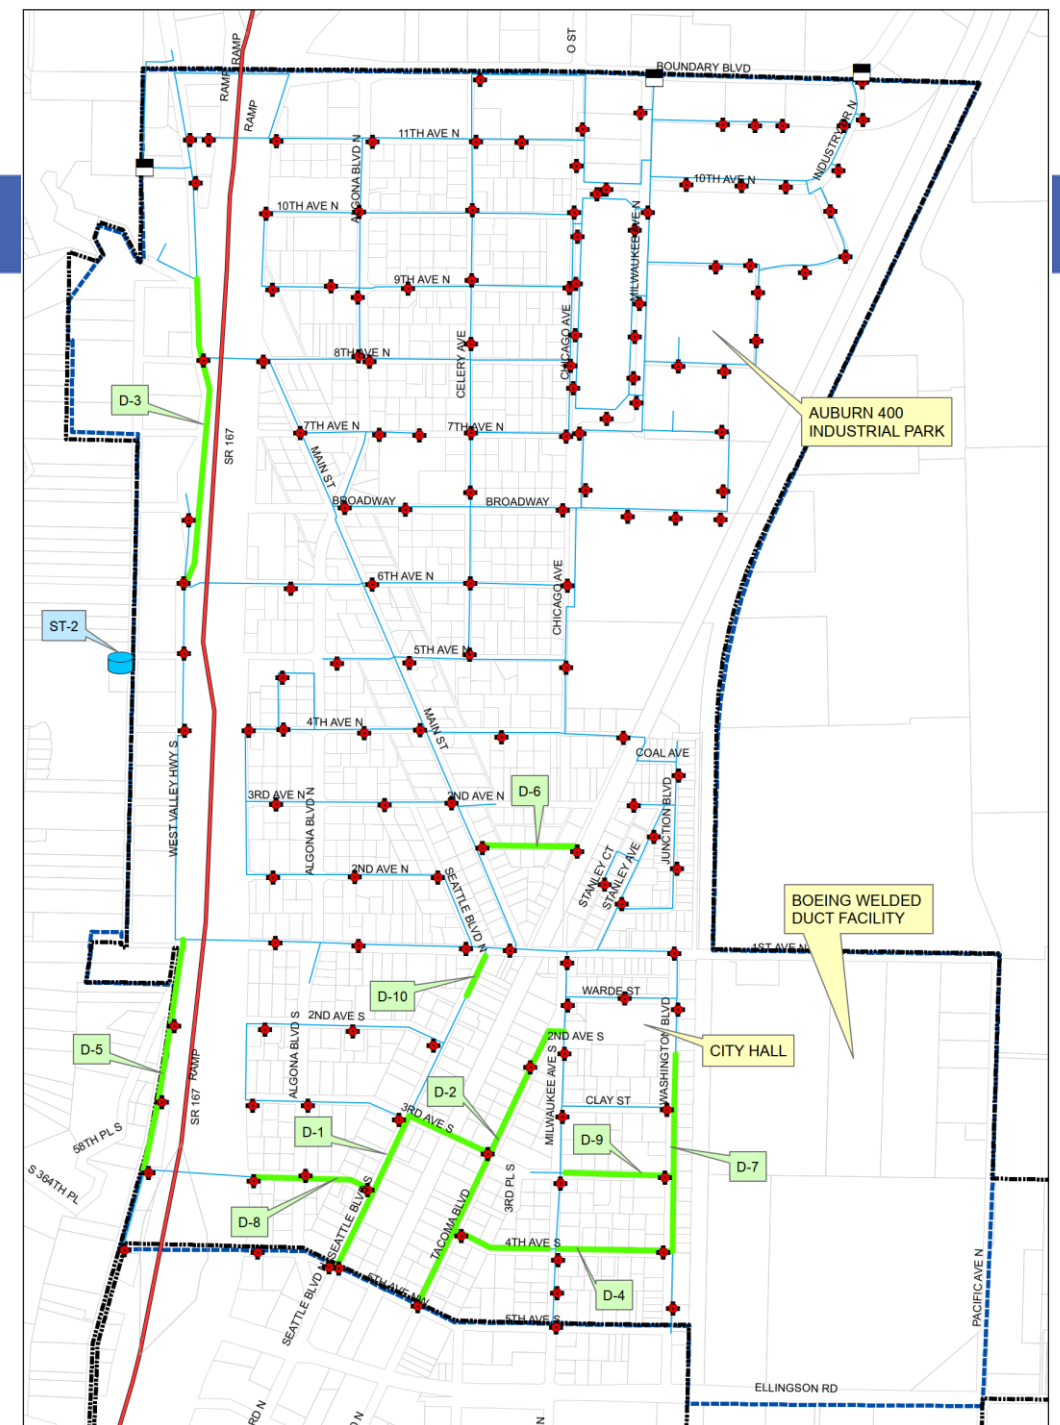 O ST
BOUNDARY BLVD
RAMP
RAMP
RAMP
11TH AVE N
ALGONA BLVD N
INDUSTRY DR N
10TH AVE N
10TH AVE N
MILWAUKEE AVE N
9TH AVE N
CHICAGO AVE
CELERY AVE
8TH AVE N
D-3
AUBURN 400
INDUSTRIAL PARK
7TH AVE N
7TH AVE N
SR 167
MAIN ST
BROADWAY
BROADWAY
6TH AVE N
CHICAGO AVE
ST-2
5TH AVE N
4TH AVE N
MAIN ST
COAL AVE
WEST VALLEY HWY S
3RD AVE N
2ND AVE N
D-6
ALGONA BLVD N
JUNCTION BLVD
STANLEY CT
STANLEY AVE
2ND AVE N
SEATTLE BLVD N
BOEING WELDED
DUCT FACILITY
1ST AVE N
D-10
WARDE ST
WASHINGTON BLVD
2ND AVE S
ALGONA BLVD S
2ND AVE S
CITY HALL
D-5
RAMP
SR 167
D-2
MILWAUKEE AVE S
CLAY ST
3RD AVE S
D-1
58TH PL S
D-9
D-7
S 364TH PL
3RD PL S
SEATTLE BLVD S
D-8
TACOMA BLVD
4TH AVE S
SEATTLE BLVD N
5TH AVE NW
D-4
PACIFIC AVE N
5TH AVE S
ELLINGSON RD
RD N
D N
N